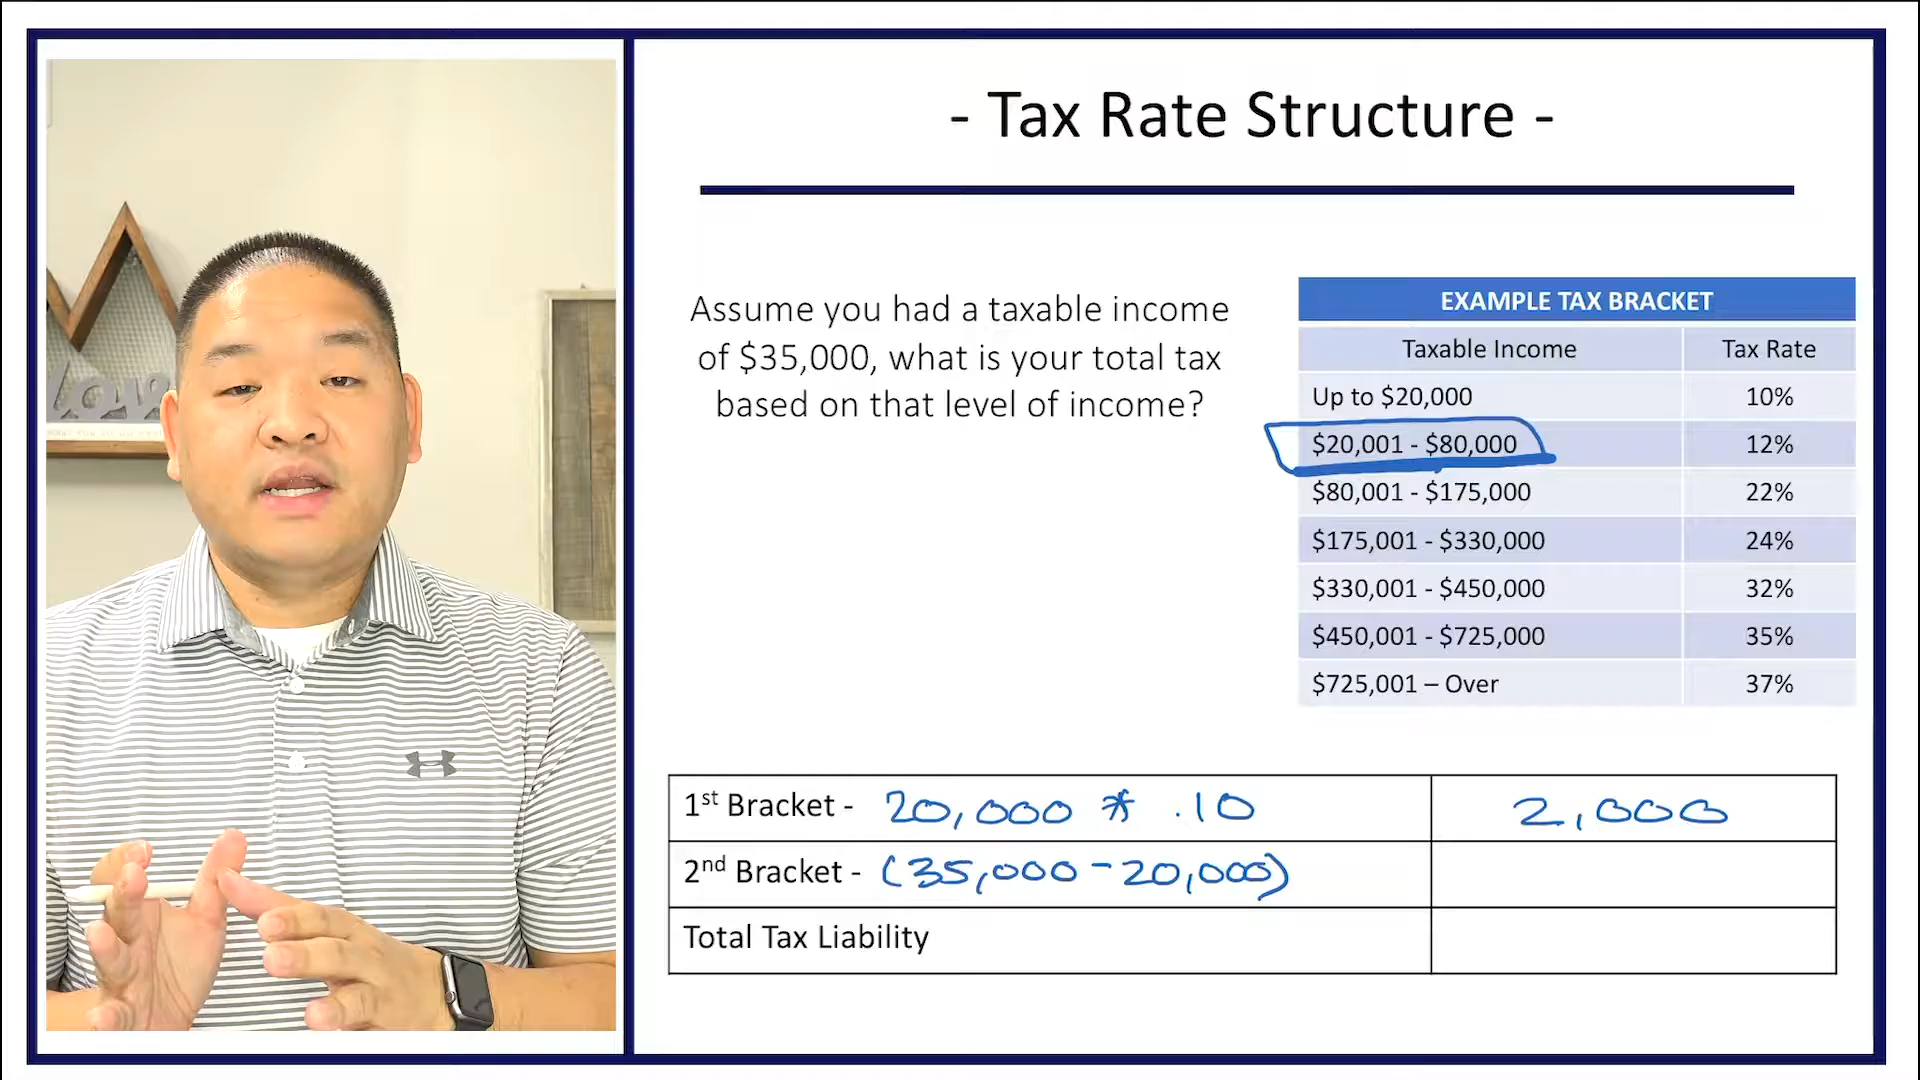 - Tax Rate Structure -
Assume you had a taxable income
of $35,000, what is your total tax
based on that level of income?
EXAMPLE TAX BRACKET
Taxable Income Tax Rate
Up to $20,000 10%
$20,001 - $80,000 12%
$80,001 - $175,000 22%
$175,001 - $330,000 24%
$330,001 - $450,000 32%
$450,001 - $725,000 35%
$725,001 – Over 37%
1st Bracket - 20,000 * .10 2,000
2nd Bracket - (35,000 - 20,000)
Total Tax Liability
love